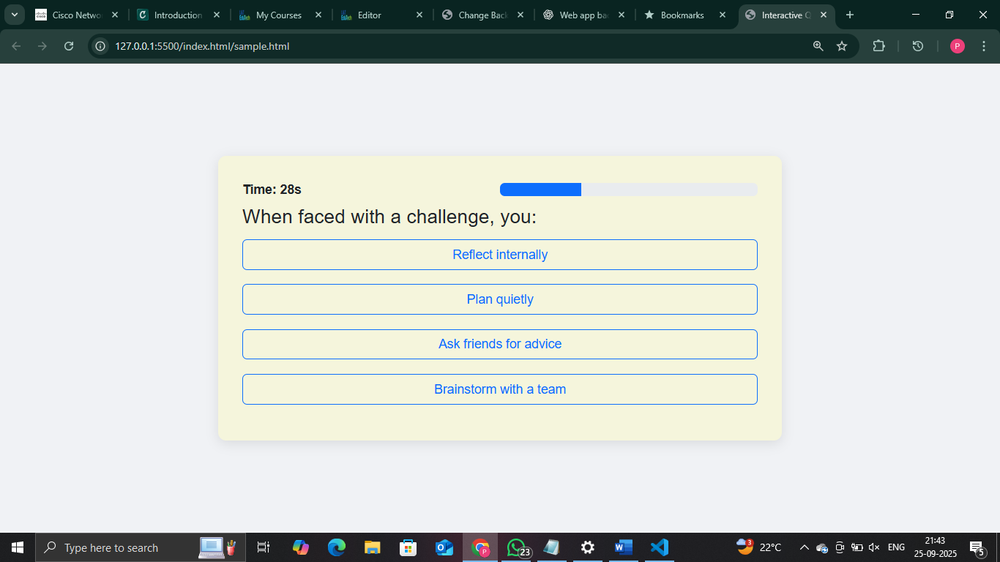 Cisco Netwo
Introduction
My Courses
Editor
Change Back
Web app ba
Bookmarks
Interactive Q
127.0.0.1:5500/index.html/sample.html
P
Time: 28s
When faced with a challenge, you:
Reflect internally
Plan quietly
Ask friends for advice
Brainstorm with a team
Type here to search
P
23
3
22°C
ENG
21:43
25-09-2025
5